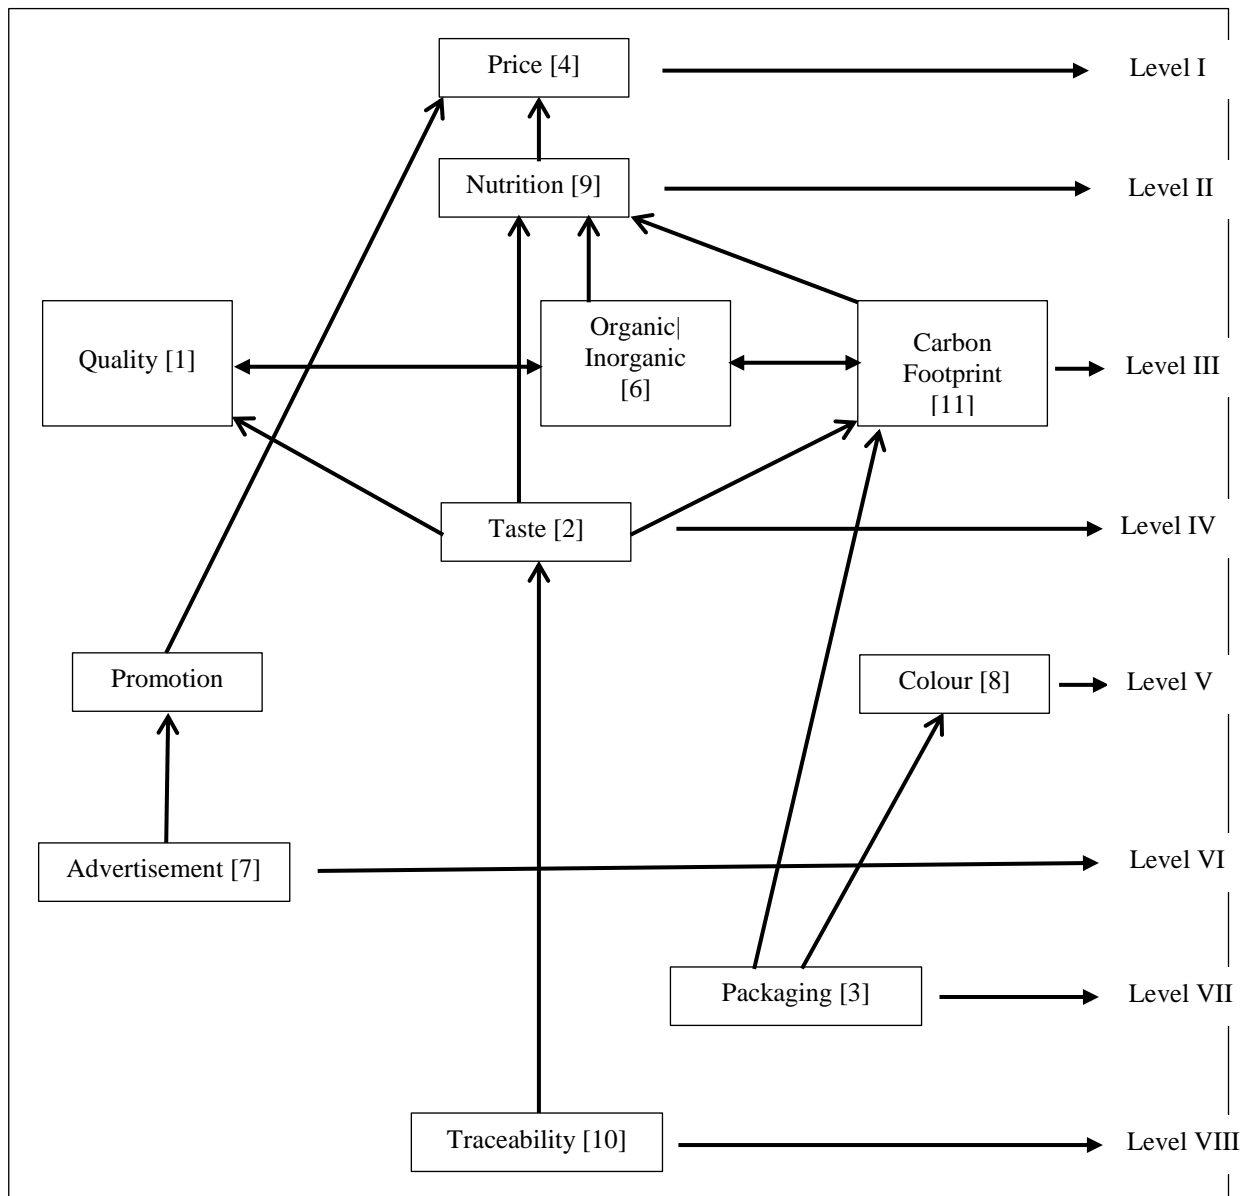 Price [4]
Level I
Nutrition [9]
Level II
Quality [1]
Organic|
Inorganic
[6]
Carbon
Footprint
[11]
Level III
Taste [2]
Level IV
Promotion
Colour [8]
Level V
Advertisement [7]
Level VI
Packaging [3]
Level VII
Traceability [10]
Level VIII